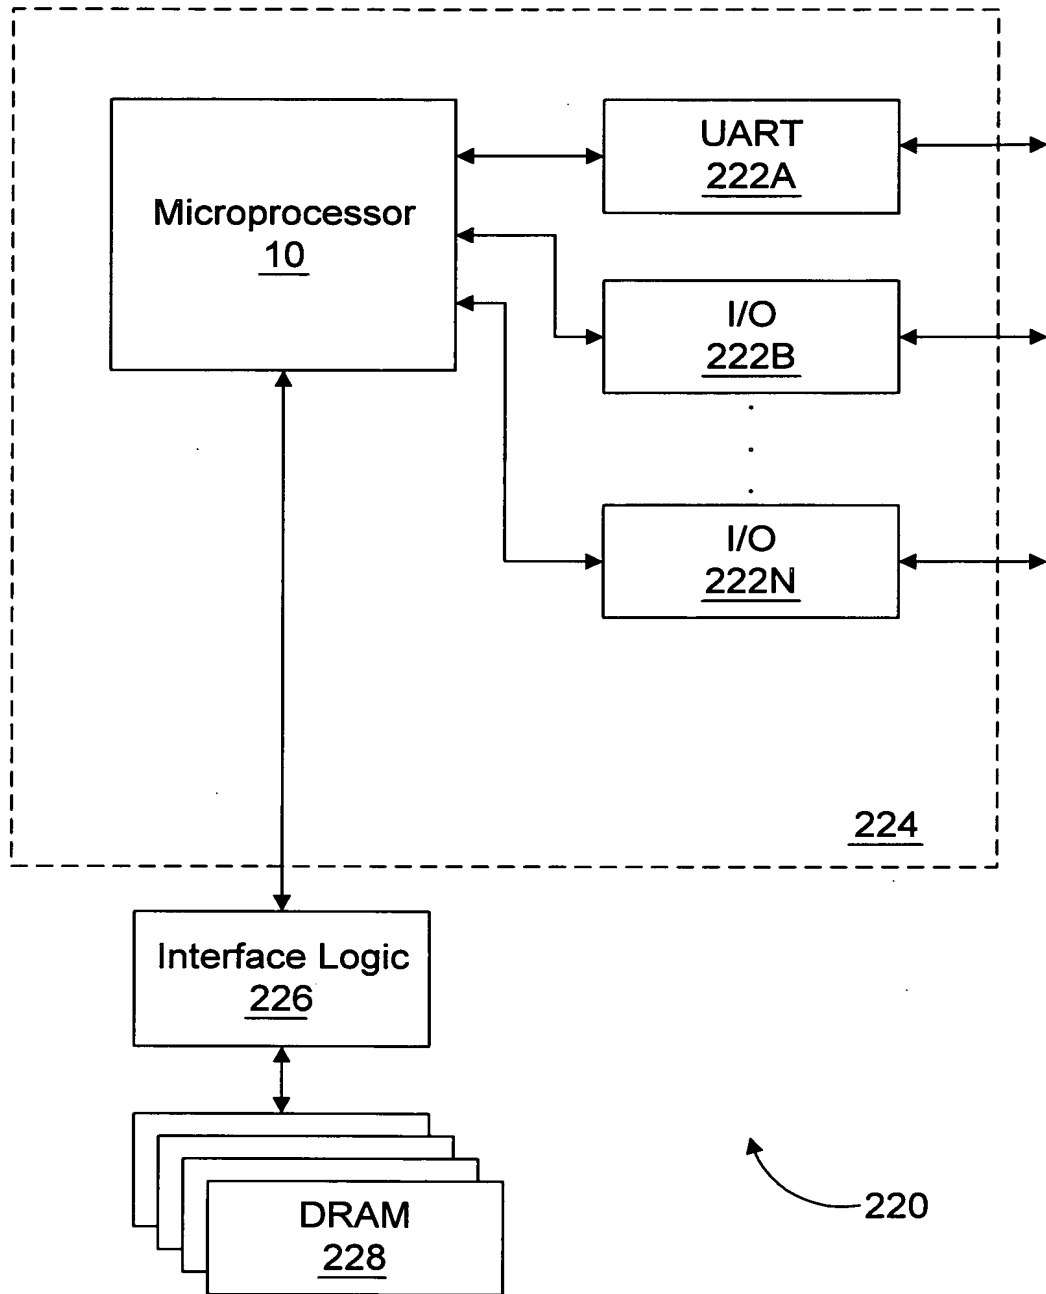 UART
222A
Microprocessor
10
I/O
222B
I/O
222N
224
Interface Logic
226
DRAM
228
220